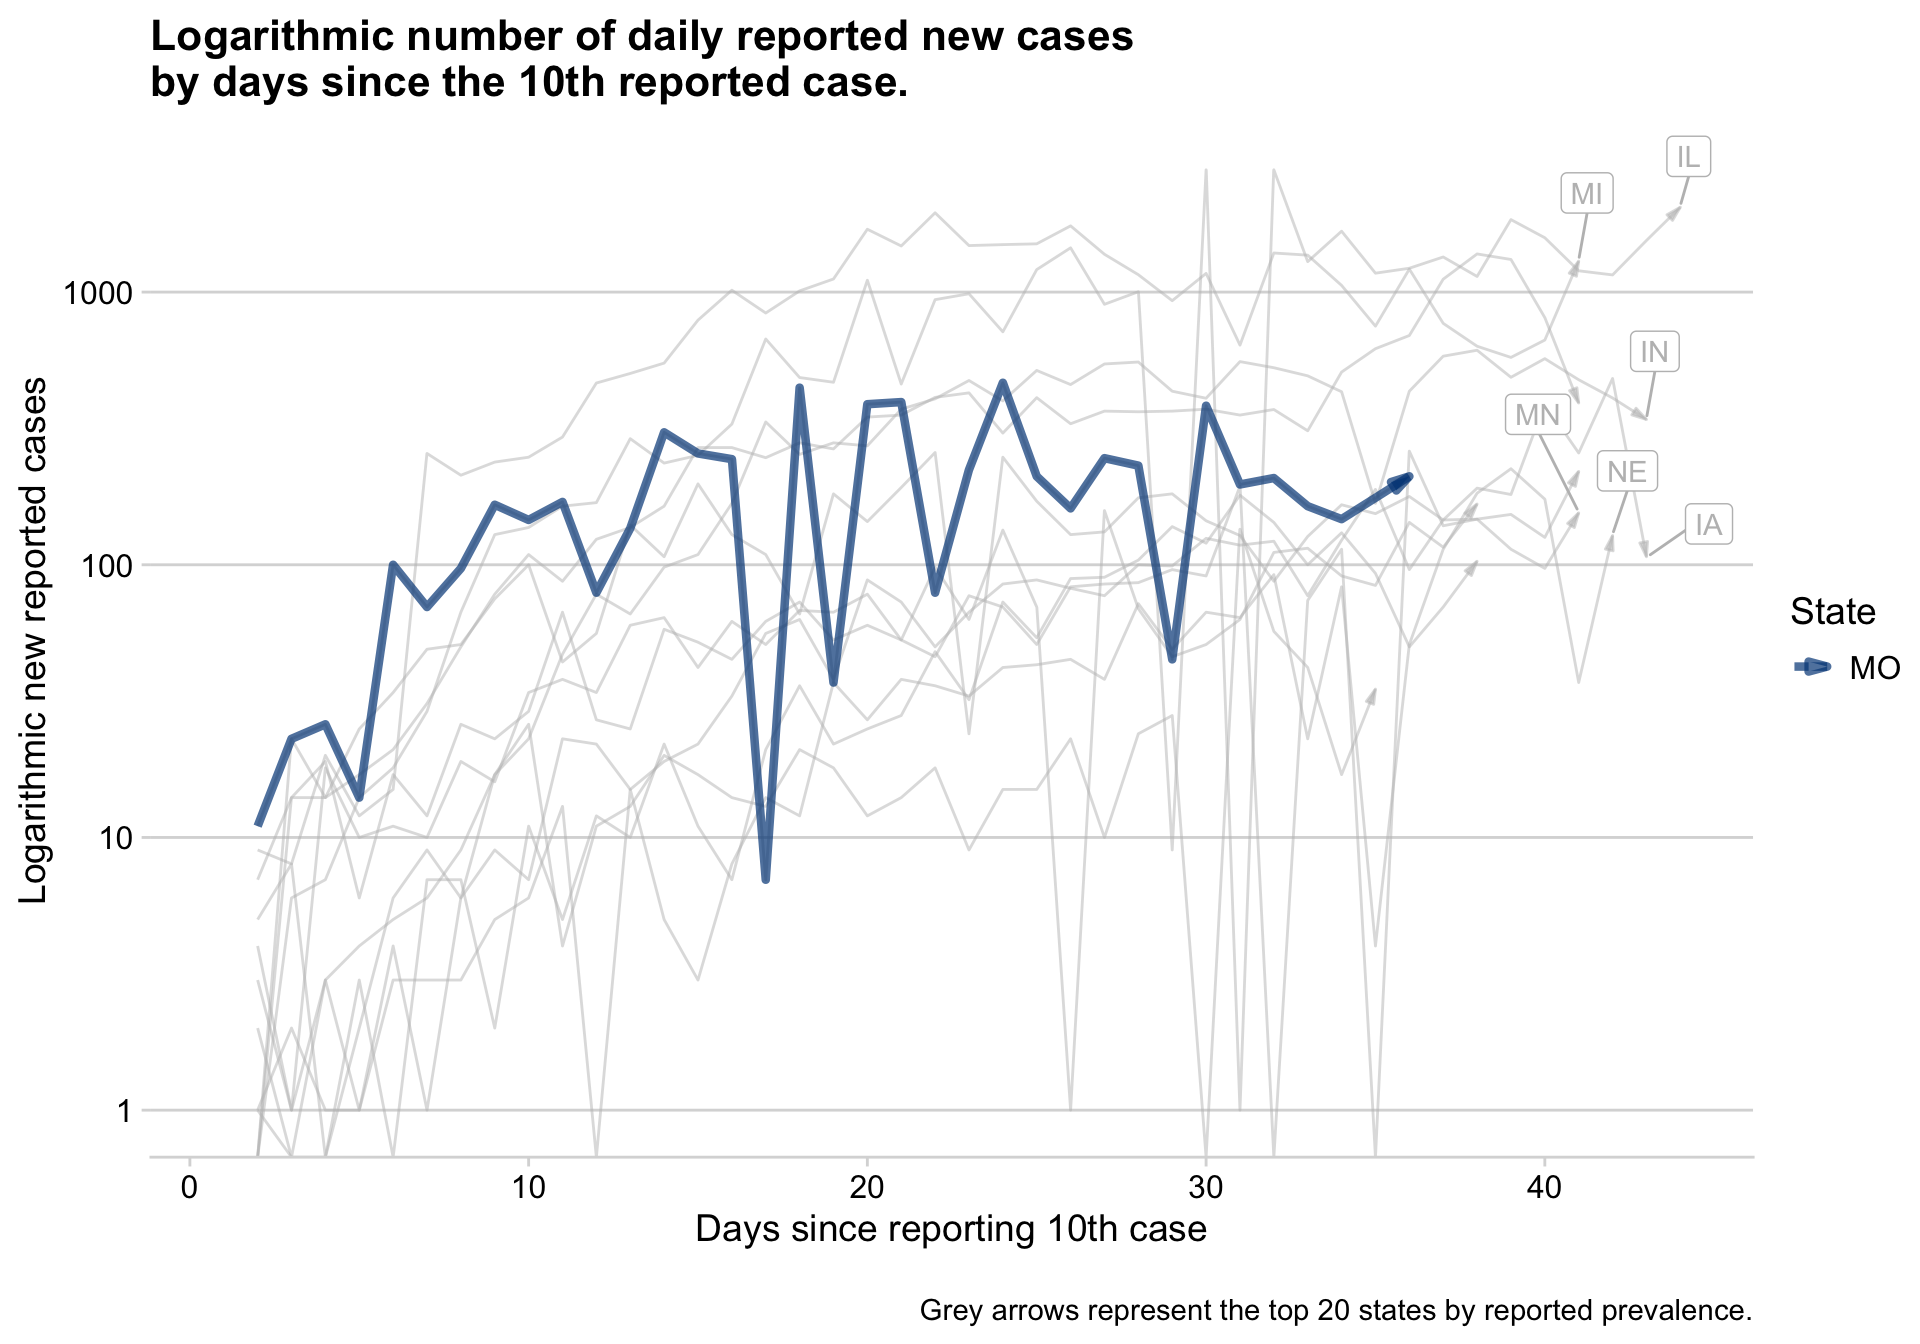 Logarithmic number of daily reported new cases
by days since the 10th reported case.
IL
MI
IN
MN
NE
IA
1000
100
10
1
Logarithmic new reported cases
0 10 20 30 40
Days since reporting 10th case
State
MO
Grey arrows represent the top 20 states by reported prevalence.